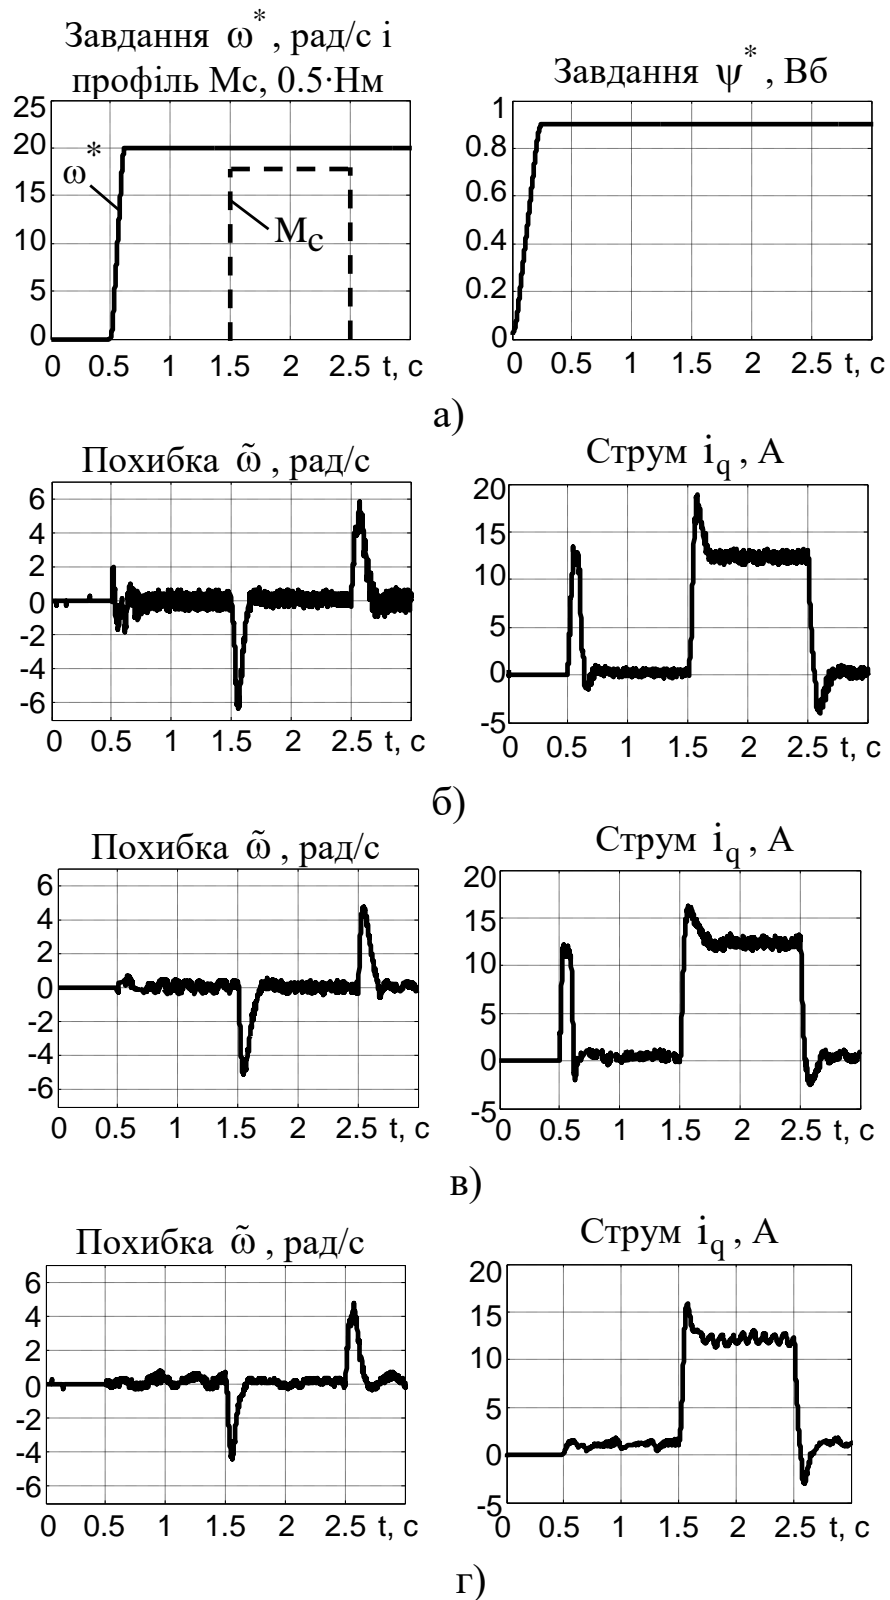 Завдання ω*, рад/с і
профіль Мс, 0.5·Нм
25
20
15
10
5
0
ω*
Mc
0 0.5 1 1.5 2 2.5 t, c
Завдання ψ*, Вб
1
0.8
0.6
0.4
0.2
0
0 0.5 1 1.5 2 2.5 t, c
а)
Похибка ω̃, рад/с
6
4
2
0
-2
-4
-6
0 0.5 1 1.5 2 2.5 t, c
Струм iq, А
20
15
10
5
0
-5
0 0.5 1 1.5 2 2.5 t, c
б)
Похибка ω̃, рад/с
6
4
2
0
-2
-4
-6
0 0.5 1 1.5 2 2.5 t, c
Струм iq, А
20
15
10
5
0
-5
0 0.5 1 1.5 2 2.5 t, c
в)
Похибка ω̃, рад/с
6
4
2
0
-2
-4
-6
0 0.5 1 1.5 2 2.5 t, c
Струм iq, А
20
15
10
5
0
-5
0 0.5 1 1.5 2 2.5 t, c
г)